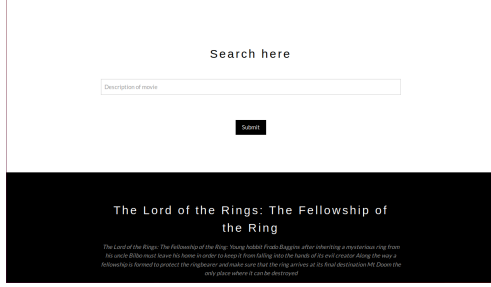 Search here
Description of movie
Submit
The Lord of the Rings: The Fellowship of
the Ring
The Lord of the Rings: The Fellowship of the Ring: Young hobbit Frodo Baggins after inheriting a mysterious ring from
his uncle Bilbo must leave his home in order to keep it from falling into the hands of its evil creator Along the way a
fellowship is formed to protect the ringbearer and make sure that the ring arrives at its final destination Mt Doom the
only place where it can be destroyed